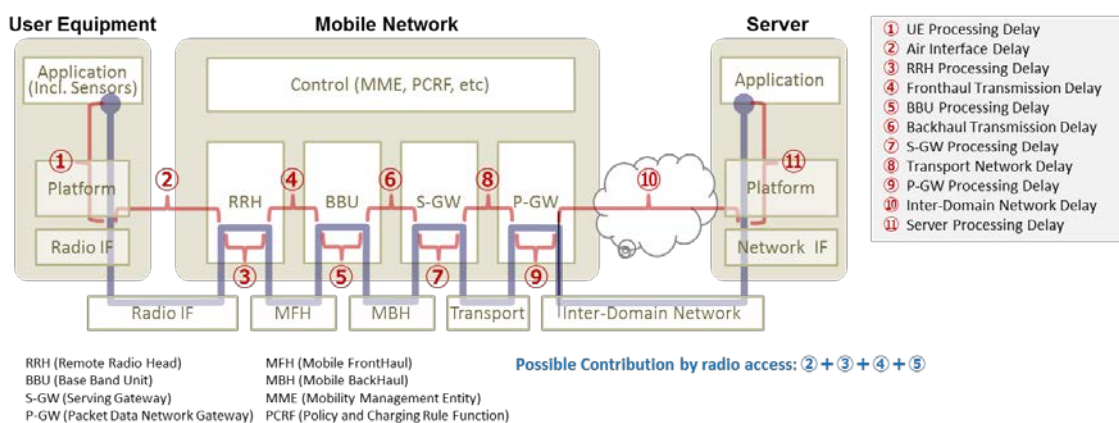 User Equipment
Mobile Network
Server
Application
(Incl. Sensors)
Control (MME, PCRF, etc)
Application
①
Platform
②
RRH
④
BBU
⑥
S-GW
⑧
P-GW
⑩
⑪
Platform
Radio IF
③
⑤
⑦
⑨
Network IF
Radio IF
MFH
MBH
Transport
Inter-Domain Network
① UE Processing Delay
② Air Interface Delay
③ RRH Processing Delay
④ Fronthaul Transmission Delay
⑤ BBU Processing Delay
⑥ Backhaul Transmission Delay
⑦ S-GW Processing Delay
⑧ Transport Network Delay
⑨ P-GW Processing Delay
⑩ Inter-Domain Network Delay
⑪ Server Processing Delay
RRH (Remote Radio Head)
BBU (Base Band Unit)
S-GW (Serving Gateway)
P-GW (Packet Data Network Gateway)
MFH (Mobile FrontHaul)
MBH (Mobile BackHaul)
MME (Mobility Management Entity)
PCRF (Policy and Charging Rule Function)
Possible Contribution by radio access: ②+③+④+⑤